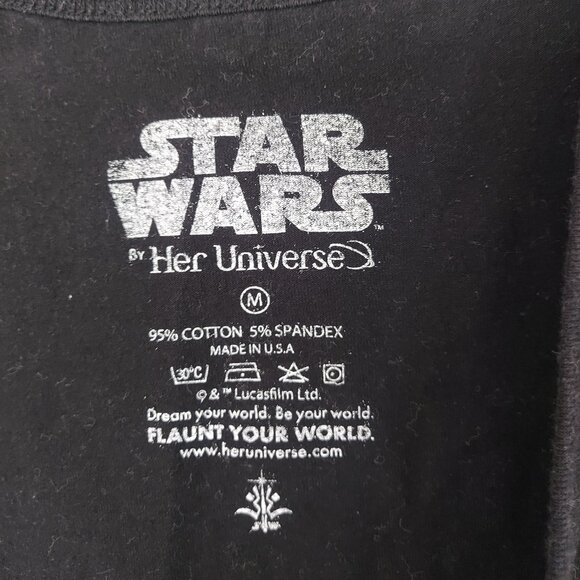 STAR
WARS™
BY Her Universe
M
95% COTTON 5% SPANDEX
MADE IN U.S.A
30°C
© & ™ Lucasfilm Ltd.
Dream your world. Be your world.
FLAUNT YOUR WORLD.
www.heruniverse.com